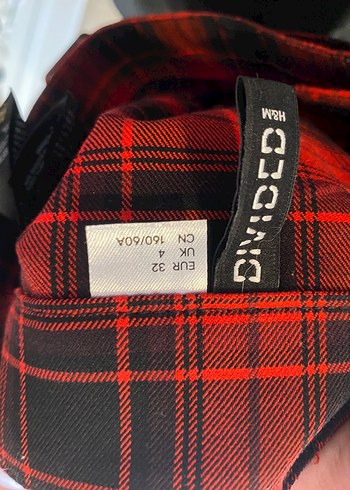 EUR 32
UK 4
CN 160/60A
DIVIDED
H&M